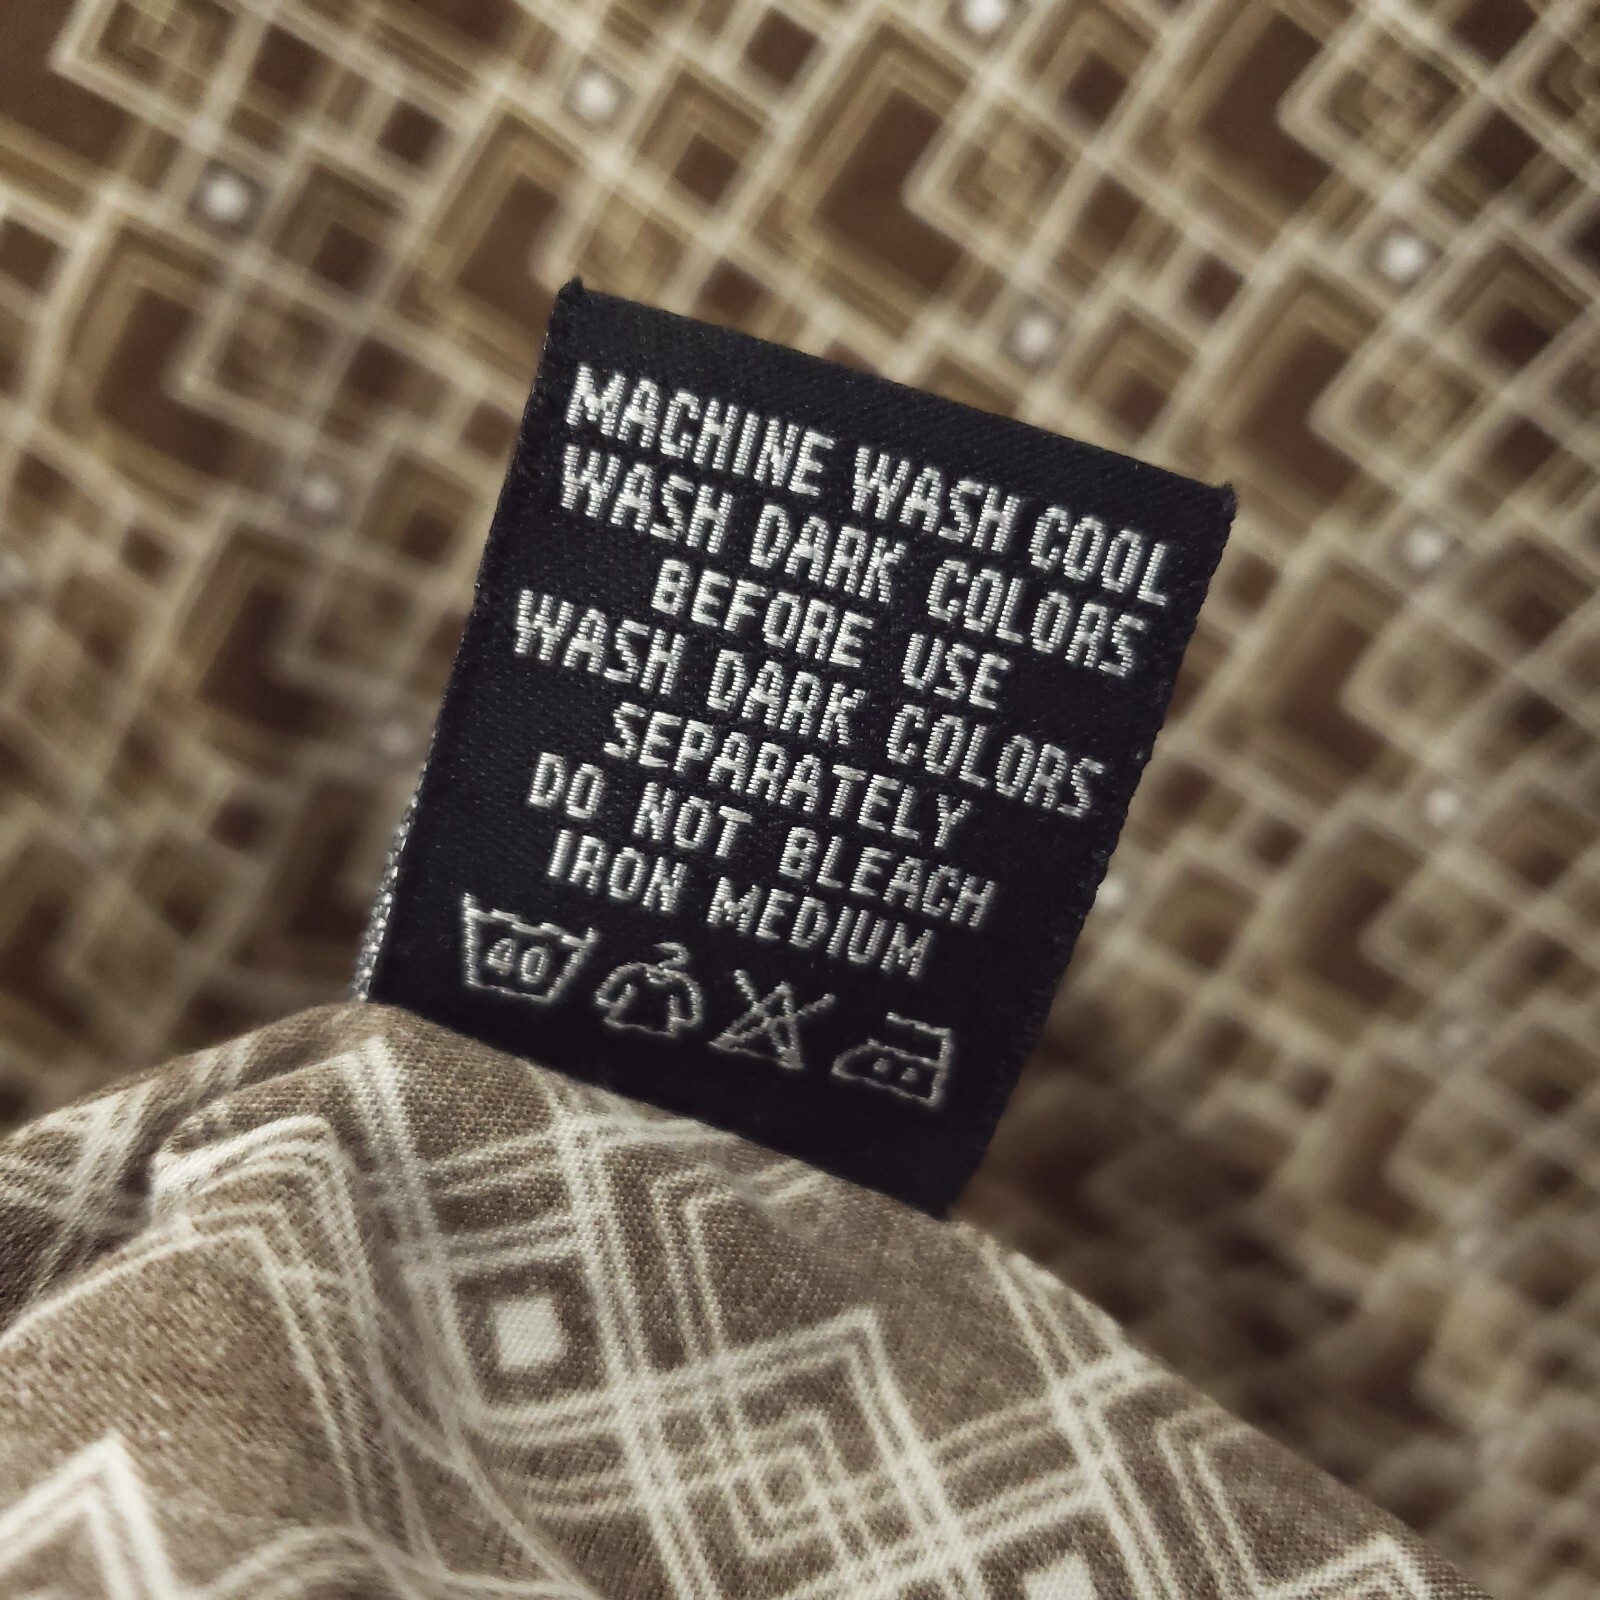 MACHINE WASH COOL
WASH DARK COLORS
BEFORE USE
WASH DARK COLORS
SEPARATELY
DO NOT BLEACH
IRON MEDIUM
40